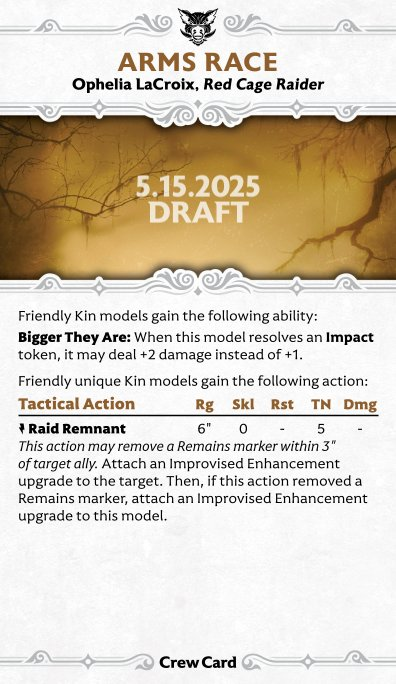 ARMS RACE
Ophelia LaCroix, Red Cage Raider
5.15.2025
DRAFT
Friendly Kin models gain the following ability:
Bigger They Are: When this model resolves an Impact
token, it may deal +2 damage instead of +1.
Friendly unique Kin models gain the following action:
Tactical Action Rg Skl Rst TN Dmg
Raid Remnant 6" 0 - 5 -
This action may remove a Remains marker within 3"
of target ally. Attach an Improvised Enhancement
upgrade to the target. Then, if this action removed a
Remains marker, attach an Improvised Enhancement
upgrade to this model.
Crew Card